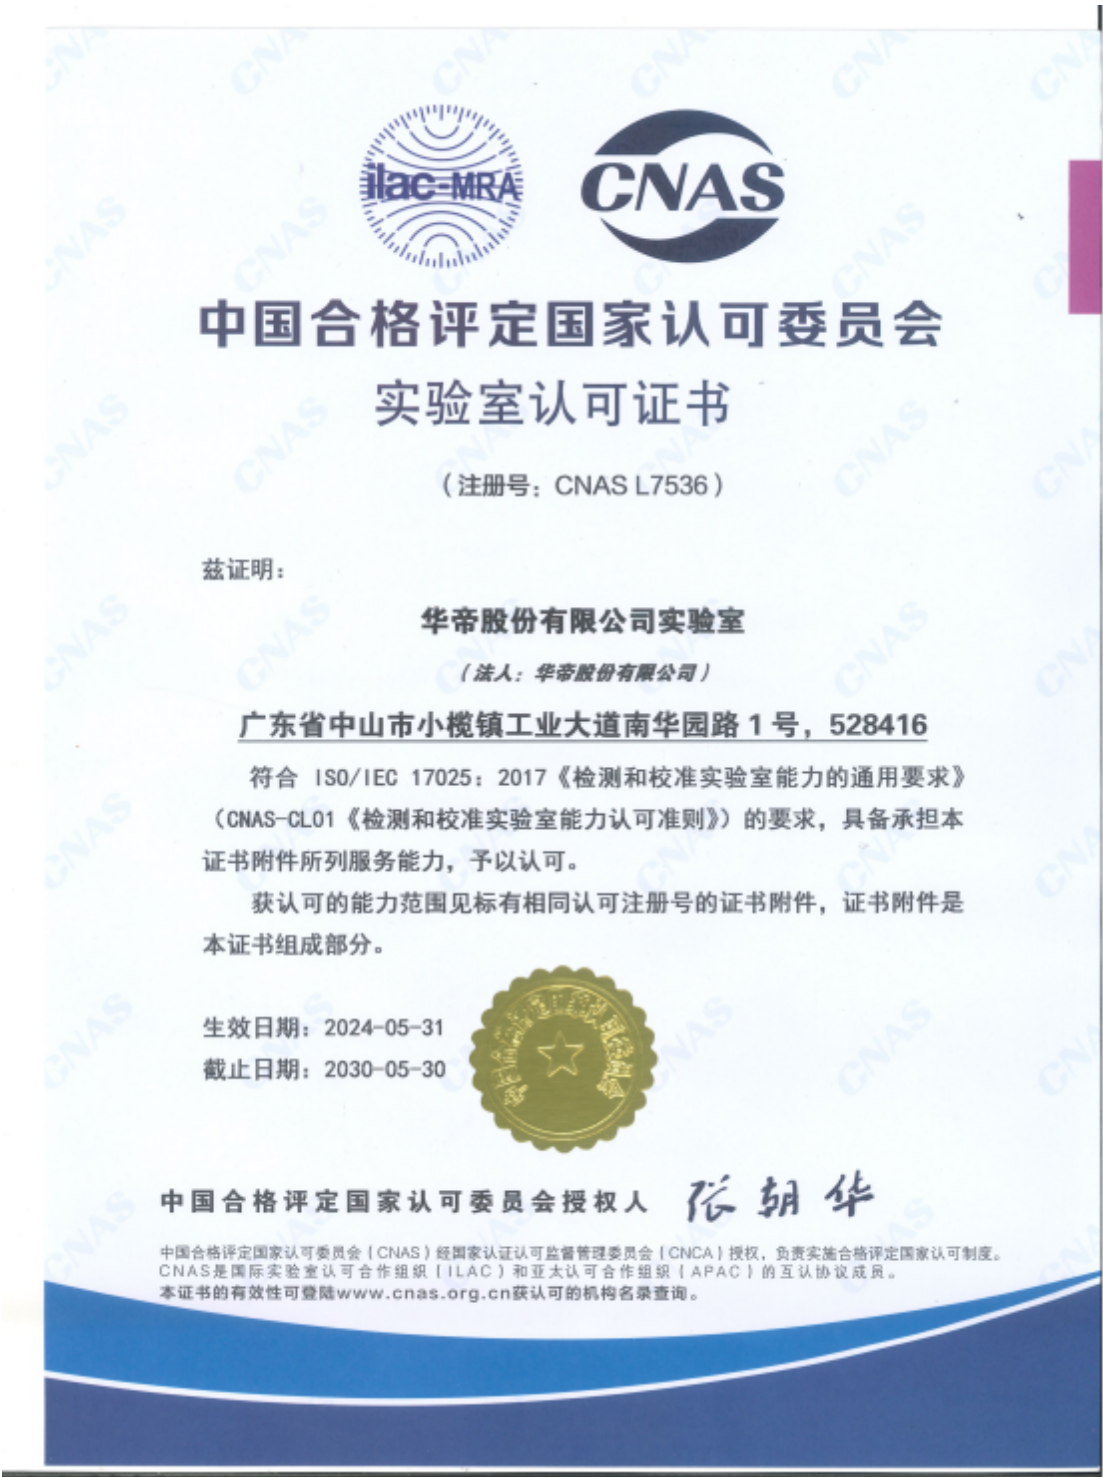 ilac-MRA
CNAS
中国合格评定国家认可委员会
实验室认可证书
（注册号：CNAS L7536）
兹证明：
华帝股份有限公司实验室
（法人：华帝股份有限公司）
广东省中山市小榄镇工业大道南华园路 1 号，528416
符合 ISO/IEC 17025：2017《检测和校准实验室能力的通用要求》
（CNAS-CL01《检测和校准实验室能力认可准则》）的要求，具备承担本
证书附件所列服务能力，予以认可。
获认可的能力范围见标有相同认可注册号的证书附件，证书附件是
本证书组成部分。
生效日期：2024-05-31
截止日期：2030-05-30
中国合格评定国家认可委员会
中国合格评定国家认可委员会授权人 张朝华
中国合格评定国家认可委员会（CNAS）经国家认证认可监督管理委员会（CNCA）授权，负责实施合格评定国家认可制度。
CNAS是国际实验室认可合作组织（ILAC）和亚太认可合作组织（APAC）的互认协议成员。
本证书的有效性可登陆www.cnas.org.cn获认可的机构名录查询。